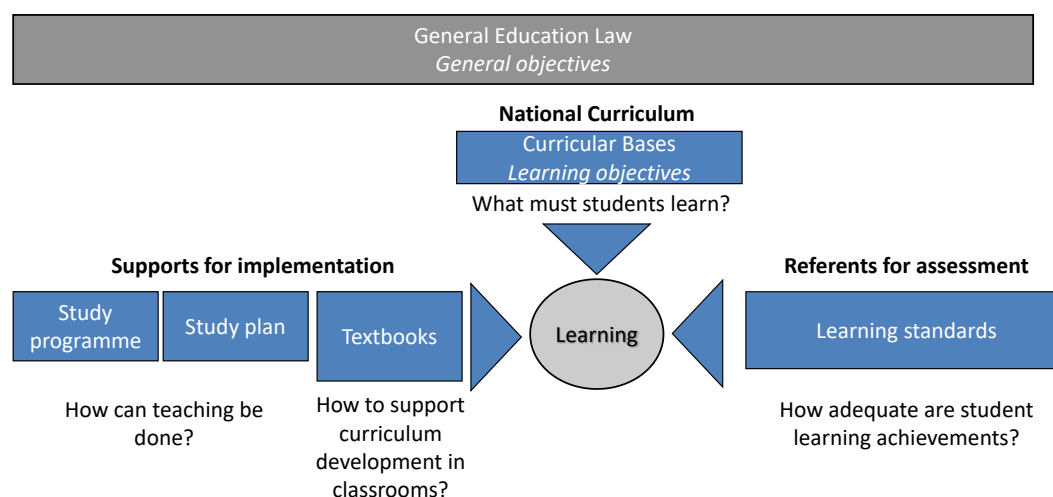 General Education Law
General objectives
National Curriculum
Curricular Bases
Learning objectives
What must students learn?
Supports for implementation
Study
programme
Study plan
Textbooks
How can teaching be
done?
How to support
curriculum
development in
classrooms?
Learning
Referents for assessment
Learning standards
How adequate are student
learning achievements?